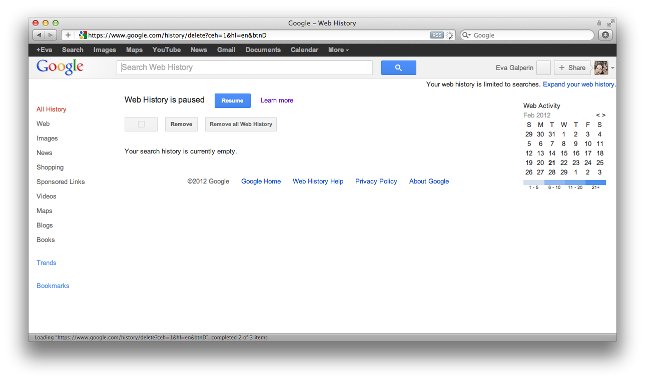 Google - Web History
https://www.google.com/history/delete?ceh=1&hl=en&btnD
RSS
Google
+Eva Search Images Maps YouTube News Gmail Documents Calendar More
Google
Search Web History
Eva Galperin
+ Share
Your web history is limited to searches. Expand your web history.
Web History is paused Resume Learn more
Remove Remove all Web History
Your search history is currently empty.
©2012 Google Google Home Web History Help Privacy Policy About Google
All History
Web
Images
News
Shopping
Sponsored Links
Videos
Maps
Blogs
Books
Trends
Bookmarks
Web Activity
Feb 2012 < >
S M T W T F S
29 30 31 1 2 3 4
5 6 7 8 9 10 11
12 13 14 15 16 17 18
19 20 21 22 23 24 25
26 27 28 29 1 2 3
1 - 5 6 - 10 11 - 20 21+
Loading "https://www.google.com/history/delete?ceh=1&hl=en&btnD", completed 2 of 3 items